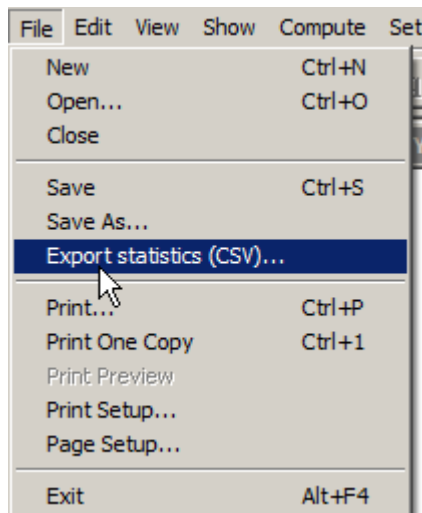 File Edit View Show Compute Set
New Ctrl+N
Open... Ctrl+O
Close
Save Ctrl+S
Save As...
Export statistics (CSV)...
Print... Ctrl+P
Print One Copy Ctrl+1
Print Preview
Print Setup...
Page Setup...
Exit Alt+F4